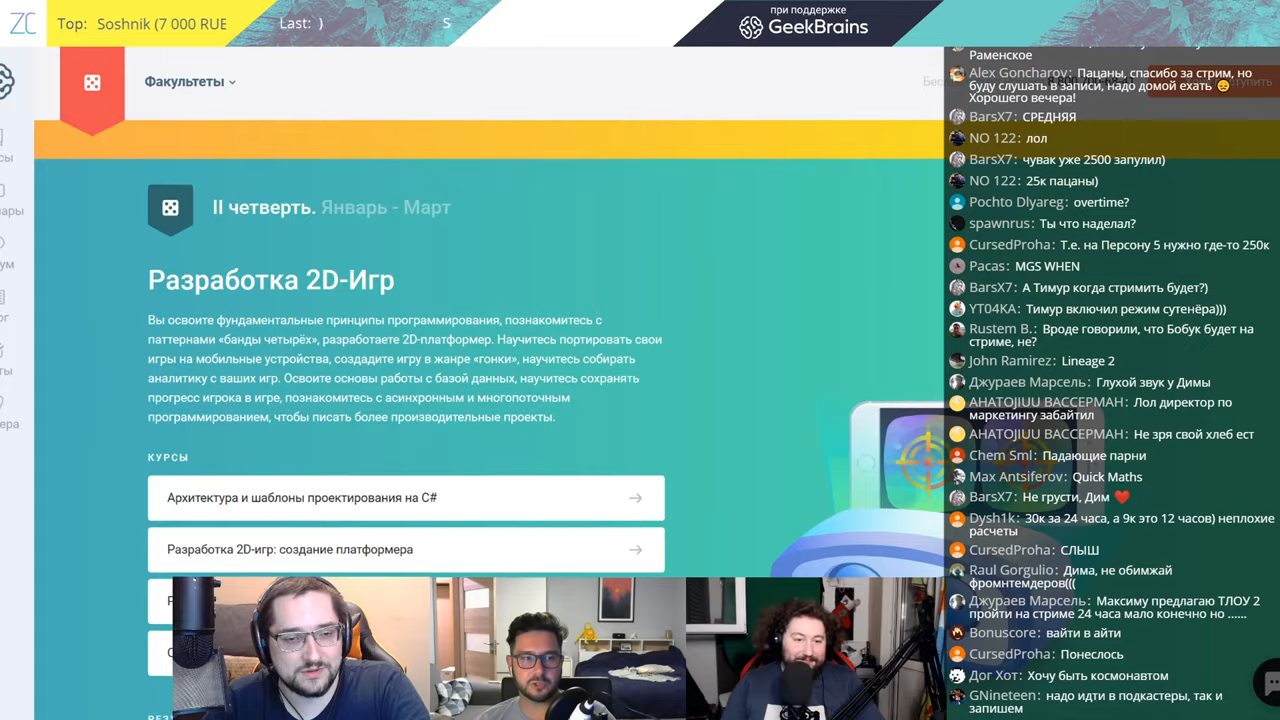 ZC
Top: Soshnik (7 000 RUE
Last: )
S
при поддержке
GeekBrains
Факультеты
II четверть. Январь - Март
Разработка 2D-Игр
Вы освоите фундаментальные принципы программирования, познакомитесь с
паттернами «банды четырёх», разработаете 2D-платформер. Научитесь портировать свои
игры на мобильные устройства, создадите игру в жанре «гонки», научитесь собирать
аналитику с ваших игр. Освоите основы работы с базой данных, научитесь сохранять
прогресс игрока в игре, познакомитесь с асинхронным и многопоточным
программированием, чтобы писать более производительные проекты.
КУРСЫ
Архитектура и шаблоны проектирования на C#
Разработка 2D-игр: создание платформера
Раменское
Alex Goncharov: Пацаны, спасибо за стрим, но
буду слушать в записи, надо домой ехать 😣
Хорошего вечера!
BarsX7: СРЕДНЯЯ
NO 122: лол
BarsX7: чувак уже 2500 запулил)
NO 122: 25к пацаны)
Pochto Dlyareg: overtime?
spawnrus: Ты что наделал?
CursedProha: Т.е. на Персону 5 нужно где-то 250к
Pacas: MGS WHEN
BarsX7: А Тимур когда стримить будет?)
YT04KA: Тимур включил режим сутенёра)))
Rustem B.: Вроде говорили, что Бобук будет на
стриме, не?
John Ramirez: Lineage 2
Джураев Марсель: Глухой звук у Димы
AHATOJIUU BACCEPMAH: Лол директор по
маркетингу забайтил
AHATOJIUU BACCEPMAH: Не зря свой хлеб ест
Chem Sml: Падающие парни
Max Antsiferov: Quick Maths
BarsX7: Не грусти, Дим ❤
Dysh1k: 30к за 24 часа, а 9к это 12 часов) неплохие
расчеты
CursedProha: СЛЫШ
Raul Gorgulio: Дима, не обимжай
фромнтемдеров(((
Джураев Марсель: Максиму предлагаю ТЛОУ 2
пройти на стриме 24 часа мало конечно но ......
Bonuscore: вайти в айти
CursedProha: Понеслось
Дог Хот: Хочу быть космонавтом
GNineteen: надо идти в подкастеры, так и
запишем